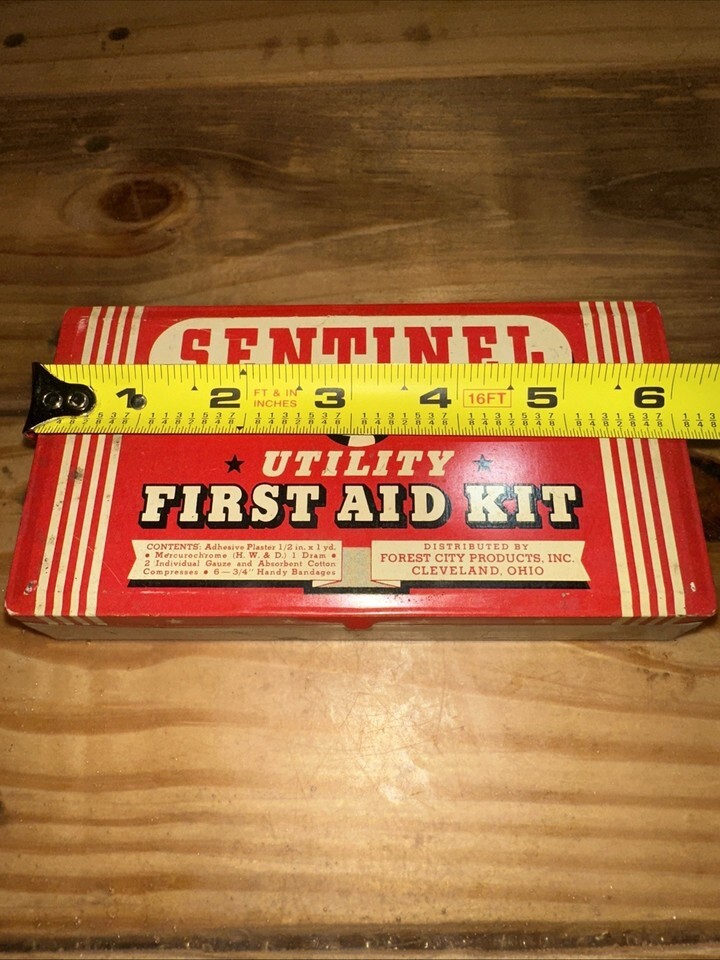 SENTINEL
1 2 FT & IN INCHES 3 4 16FT 5 6
UTILITY
FIRST AID KIT
CONTENTS: Adhesive Plaster 1/2 in. x 1 yd.
• Mercurochrome (H. W. & D.) 1 Dram •
2 Individual Gauze and Absorbent Cotton
Compresses • 6 — 3/4" Handy Bandages
DISTRIBUTED BY
FOREST CITY PRODUCTS, INC.
CLEVELAND, OHIO